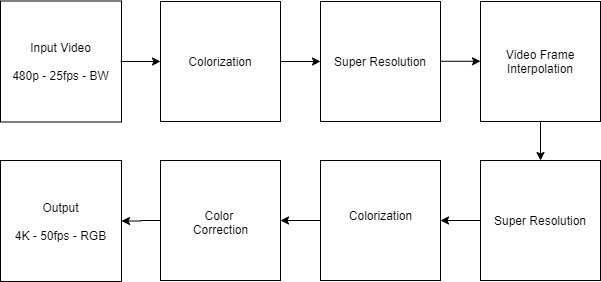 Input Video
480p - 25fps - BW
Colorization
Super Resolution
Video Frame
Interpolation
Super Resolution
Colorization
Color
Correction
Output
4K - 50fps - RGB